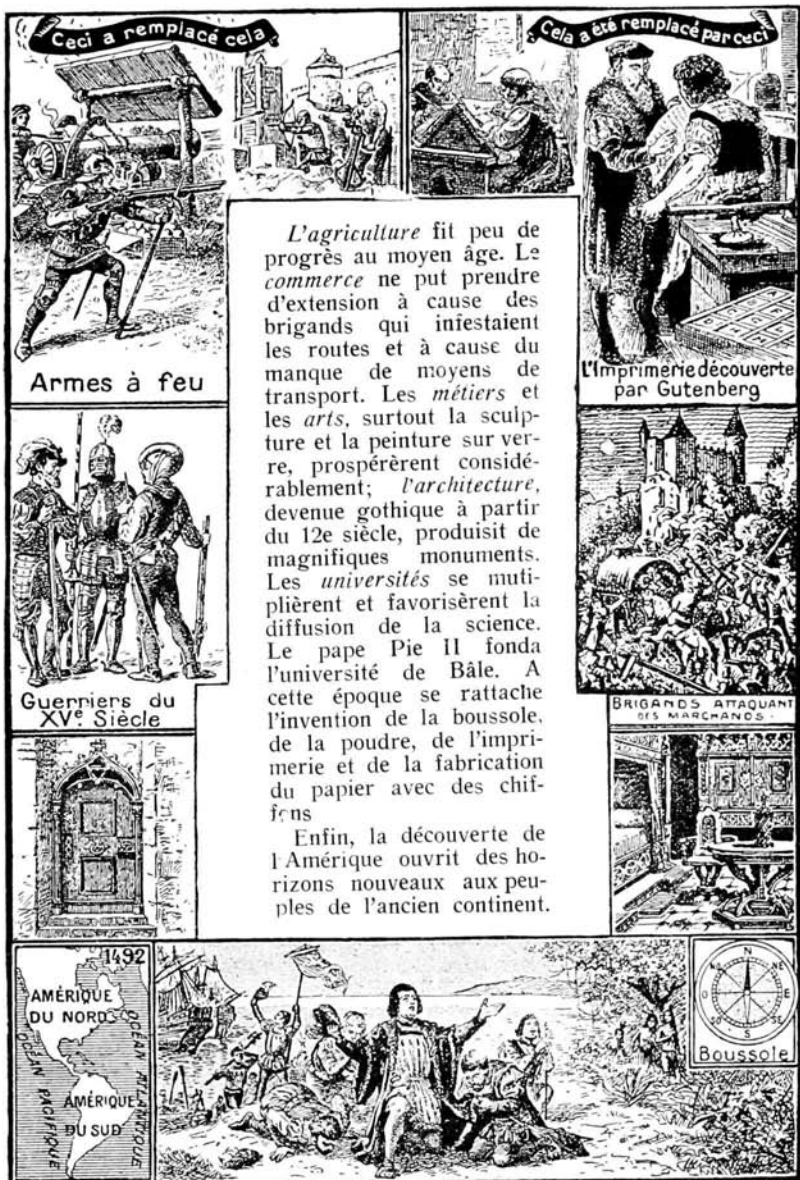 Ceci a remplacé cela
Cela a été remplacé par ceci
Armes à feu
L'Imprimerie découverte
par Gutenberg
L'agriculture fit peu de
progrès au moyen âge. Le
commerce ne put prendre
d'extension à cause des
brigands qui infestaient
les routes et à cause du
manque de moyens de
transport. Les métiers et
les arts, surtout la sculp-
ture et la peinture sur ver-
re, prospérèrent considé-
rablement; l'architecture,
devenue gothique à partir
du 12e siècle, produisit de
magnifiques monuments.
Les universités se muti-
plièrent et favorisèrent la
diffusion de la science.
Le pape Pie II fonda
l'université de Bâle. A
cette époque se rattache
l'invention de la boussole,
de la poudre, de l'impri-
merie et de la fabrication
du papier avec des chif-
fons
Enfin, la découverte de
l'Amérique ouvrit des ho-
rizons nouveaux aux peu-
ples de l'ancien continent.
Guerriers du
XVe Siècle
BRIGANDS ATTAQUANT
DES MARCHANDS.
1492
AMÉRIQUE
DU NORD
OCÉAN PACIFIQUE
OCÉAN ATLANTIQUE
AMÉRIQUE
DU SUD
N
NE
O
SO
S
SE
Boussole